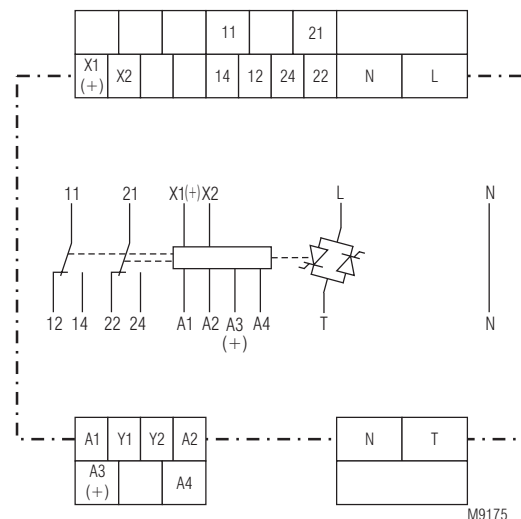 11 21
X1 X2 14 12 24 22 N L
(+)
11 21 X1(+) X2 L N
12 14 22 24 A1 A2 A3 A4 T N
(+)
A1 Y1 Y2 A2 N T
A3 A4
(+)
M9175